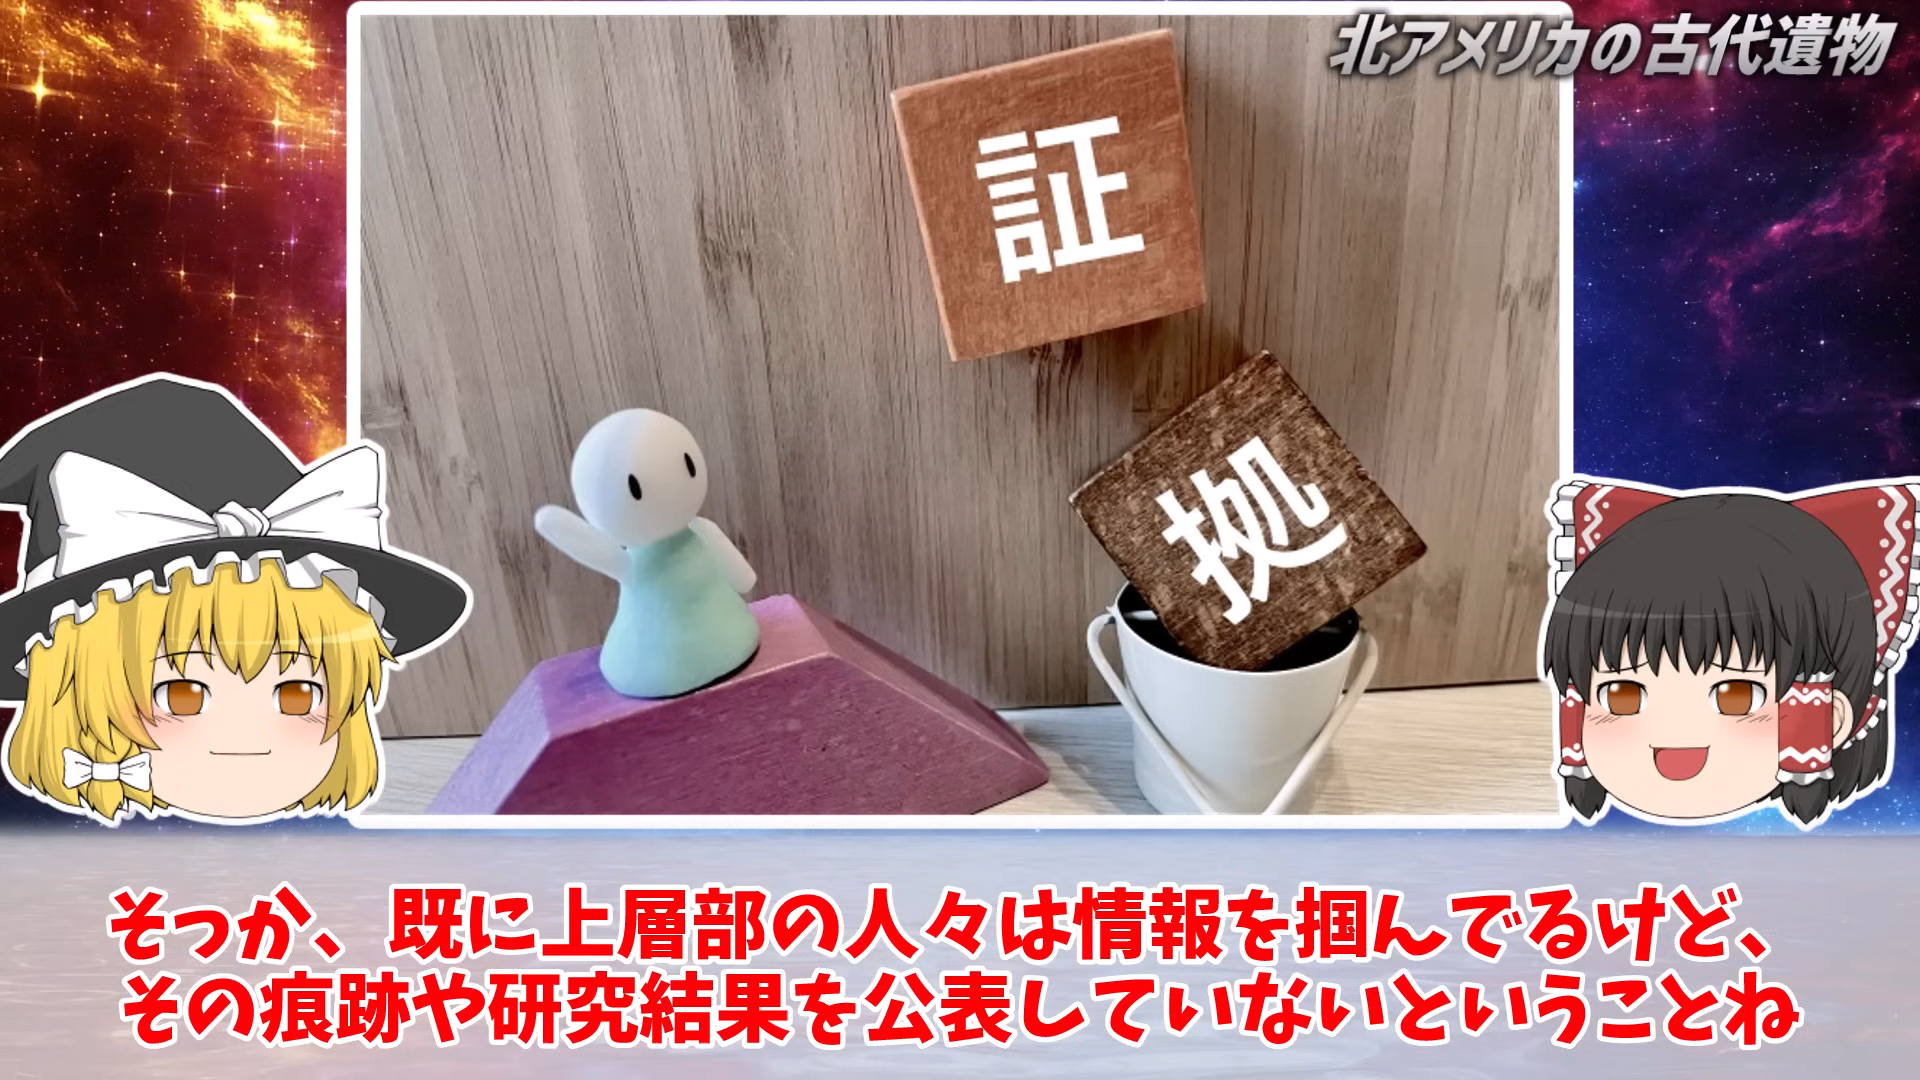 北アメリカの古代遺物
証
拠
そっか、既に上層部の人々は情報を掴んでるけど、
その痕跡や研究結果を公表していないということね